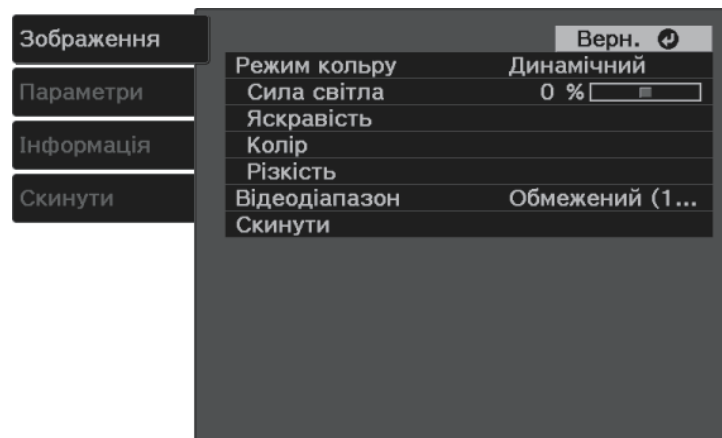 Зображення
Параметри
Інформація
Скинути
Верн.
Режим кольру Динамічний
Сила світла 0 %
Яскравість
Колір
Різкість
Відеодіапазон Обмежений (1...
Скинути